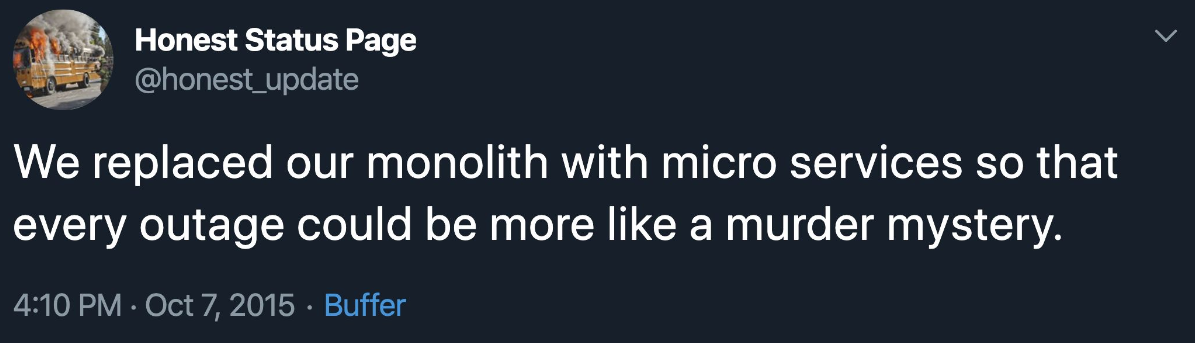 Honest Status Page
@honest_update
We replaced our monolith with micro services so that
every outage could be more like a murder mystery.
4:10 PM · Oct 7, 2015 · Buffer